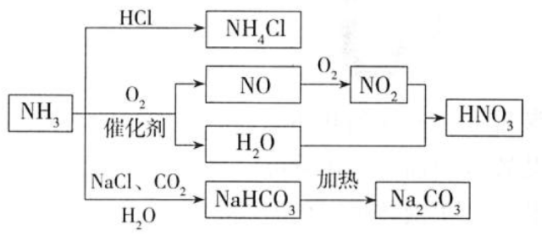 HCl
NH₄Cl
NH₃
O₂
催化剂
NO
O₂
NO₂
H₂O
HNO₃
NaCl、CO₂
H₂O
NaHCO₃
加热
Na₂CO₃